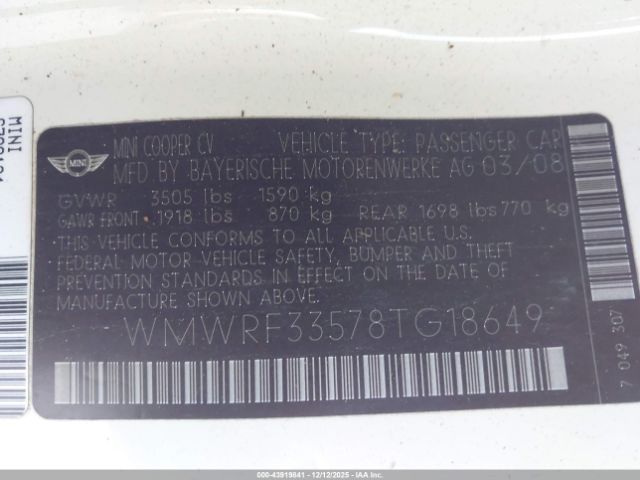 MINI COOPER CV VEHICLE TYPE: PASSENGER CAR
MINI
MFD BY BAYERISCHE MOTORENWERKE AG 03/08
GVWR 3505 lbs 1590 kg
GAWR FRONT: 1918 lbs 870 kg REAR 1698 lbs 770 kg
THIS VEHICLE CONFORMS TO ALL APPLICABLE U.S.
FEDERAL MOTOR VEHICLE SAFETY, BUMPER AND THEFT
PREVENTION STANDARDS IN EFFECT ON THE DATE OF
MANUFACTURE SHOWN ABOVE.
WMWRF33578TG18649
7 049 307
MINI
000-43919841 - 12/12/2025 - COPART